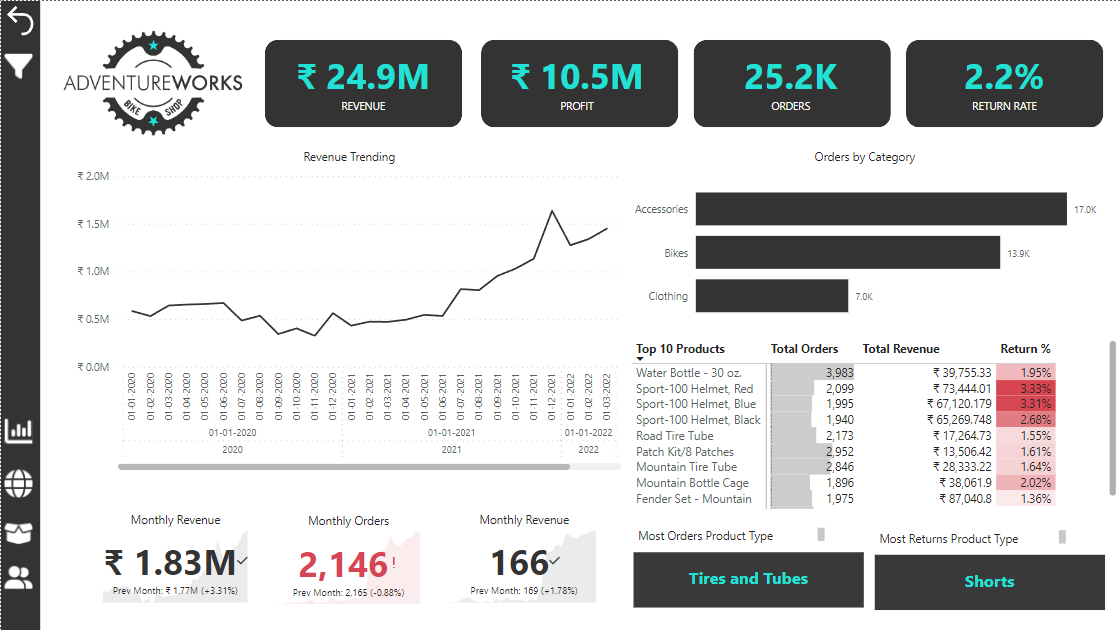 ADVENTUREWORKS
BIKE SHOP
₹ 24.9M
REVENUE
₹ 10.5M
PROFIT
25.2K
ORDERS
2.2%
RETURN RATE
Revenue Trending
₹ 2.0M
₹ 1.5M
₹ 1.0M
₹ 0.5M
₹ 0.0M
01-01-2020
01-02-2020
01-03-2020
01-04-2020
01-05-2020
01-06-2020
01-07-2020
01-08-2020
01-09-2020
01-10-2020
01-11-2020
01-12-2020
01-01-2021
01-02-2021
01-03-2021
01-04-2021
01-05-2021
01-06-2021
01-07-2021
01-08-2021
01-09-2021
01-10-2021
01-11-2021
01-12-2021
01-01-2022
01-02-2022
01-03-2022
01-01-2020 01-01-2021 01-01-2022
2020 2021 2022
Orders by Category
Accessories 17.0K
Bikes 13.9K
Clothing 7.0K
Top 10 Products Total Orders Total Revenue Return %
Water Bottle - 30 oz. 3,983 ₹ 39,755.33 1.95%
Sport-100 Helmet, Red 2,099 ₹ 73,444.01 3.33%
Sport-100 Helmet, Blue 1,995 ₹ 67,120.179 3.31%
Sport-100 Helmet, Black 1,940 ₹ 65,269.748 2.68%
Road Tire Tube 2,173 ₹ 17,264.73 1.55%
Patch Kit/8 Patches 2,952 ₹ 13,506.42 1.61%
Mountain Tire Tube 2,846 ₹ 28,333.22 1.64%
Mountain Bottle Cage 1,896 ₹ 38,061.9 2.02%
Fender Set - Mountain 1,975 ₹ 87,040.8 1.36%
Monthly Revenue
₹ 1.83M
Prev Month: ₹ 1.77M (+3.31%)
Monthly Orders
2,146!
Prev Month: 2,165 (-0.88%)
Monthly Revenue
166
Prev Month: 169 (+1.78%)
Most Orders Product Type
Tires and Tubes
Most Returns Product Type
Shorts